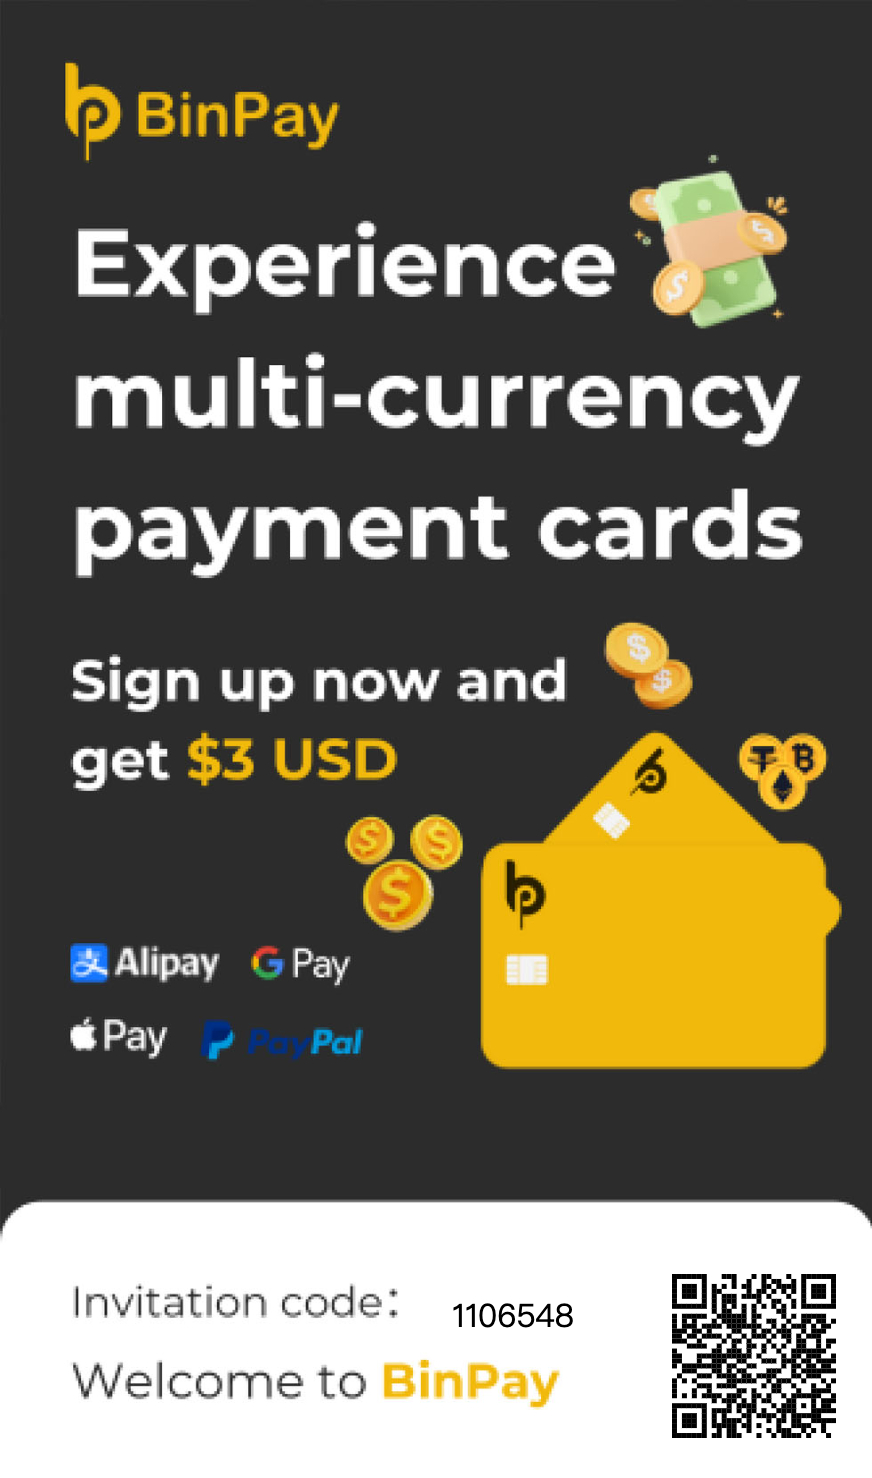 BinPay
Experience
multi-currency
payment cards
Sign up now and
get $3 USD
Alipay G Pay
Pay PayPal
Invitation code: 1106548
Welcome to BinPay